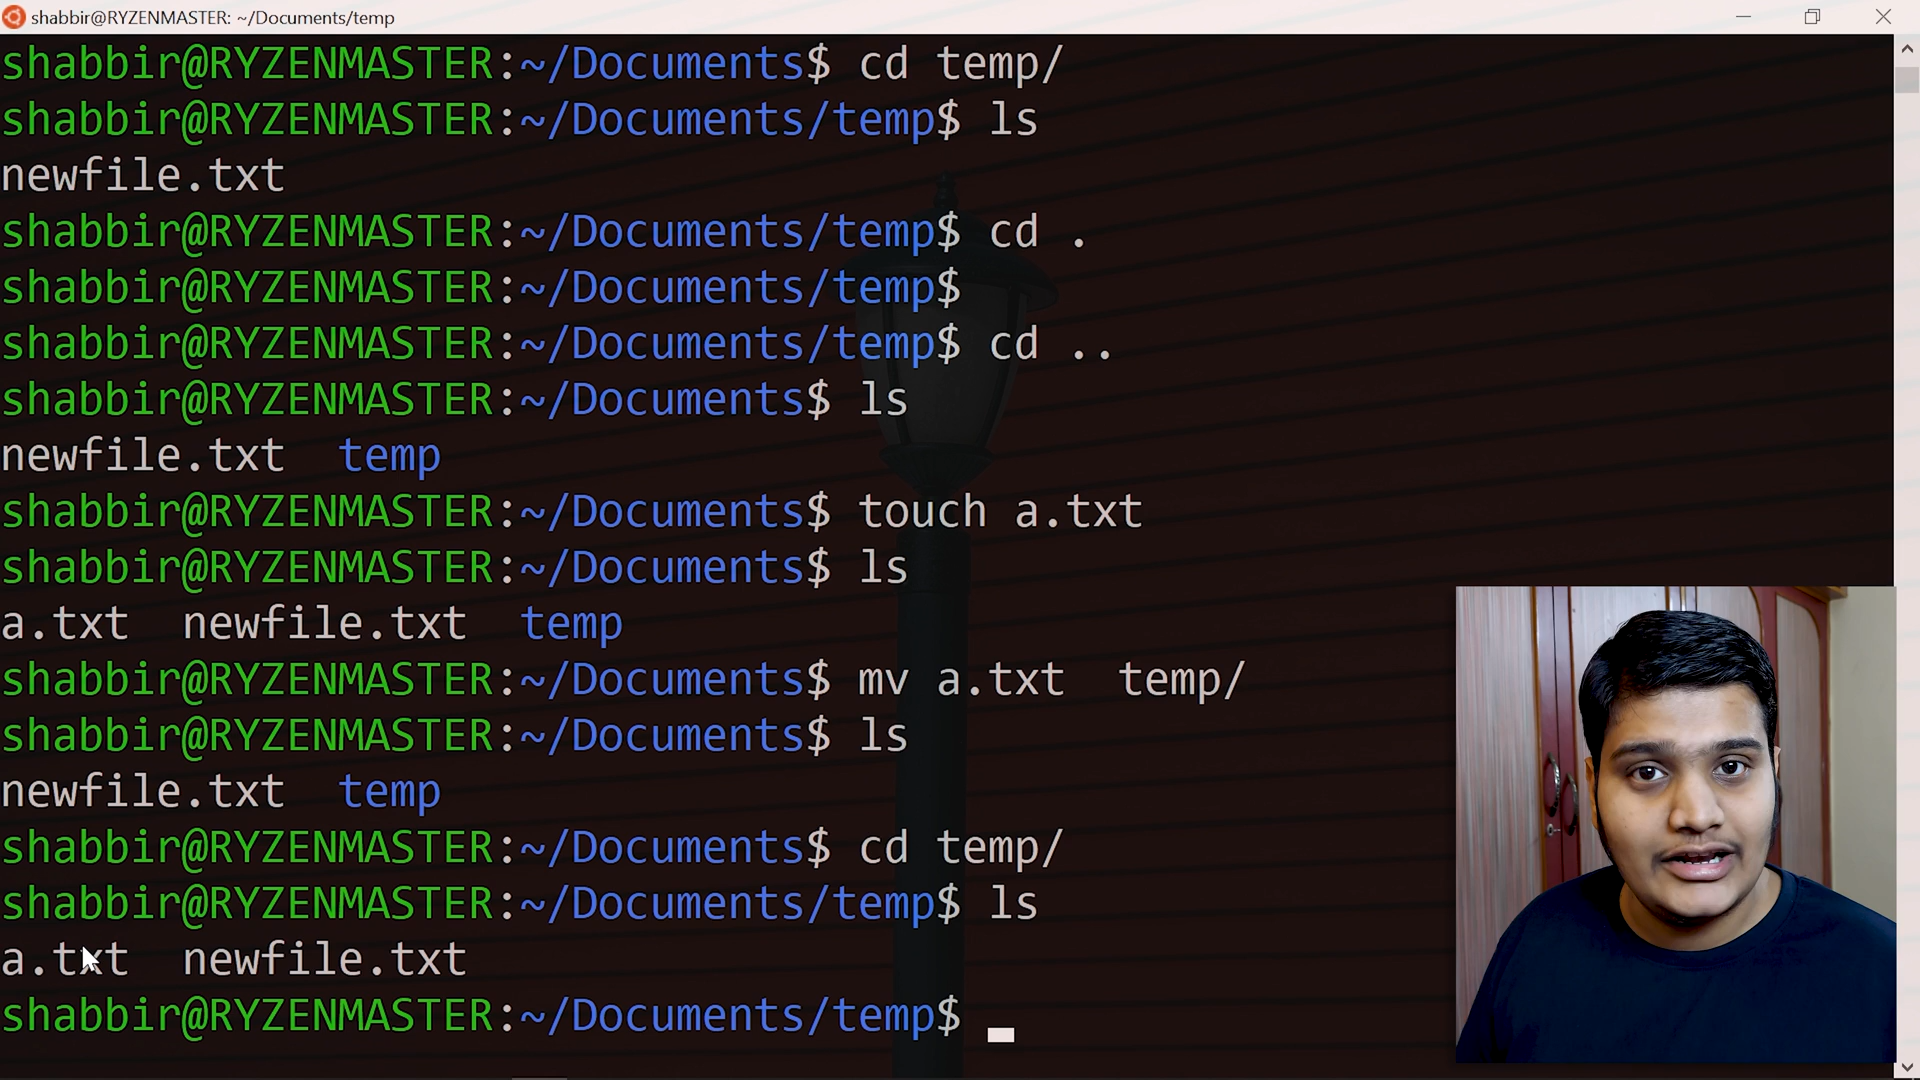 shabbir@RYZENMASTER: ~/Documents/temp
shabbir@RYZENMASTER:~/Documents$ cd temp/
shabbir@RYZENMASTER:~/Documents/temp$ ls
newfile.txt
shabbir@RYZENMASTER:~/Documents/temp$ cd .
shabbir@RYZENMASTER:~/Documents/temp$
shabbir@RYZENMASTER:~/Documents/temp$ cd ..
shabbir@RYZENMASTER:~/Documents$ ls
newfile.txt  temp
shabbir@RYZENMASTER:~/Documents$ touch a.txt
shabbir@RYZENMASTER:~/Documents$ ls
a.txt  newfile.txt  temp
shabbir@RYZENMASTER:~/Documents$ mv a.txt  temp/
shabbir@RYZENMASTER:~/Documents$ ls
newfile.txt  temp
shabbir@RYZENMASTER:~/Documents$ cd temp/
shabbir@RYZENMASTER:~/Documents/temp$ ls
a.txt  newfile.txt
shabbir@RYZENMASTER:~/Documents/temp$